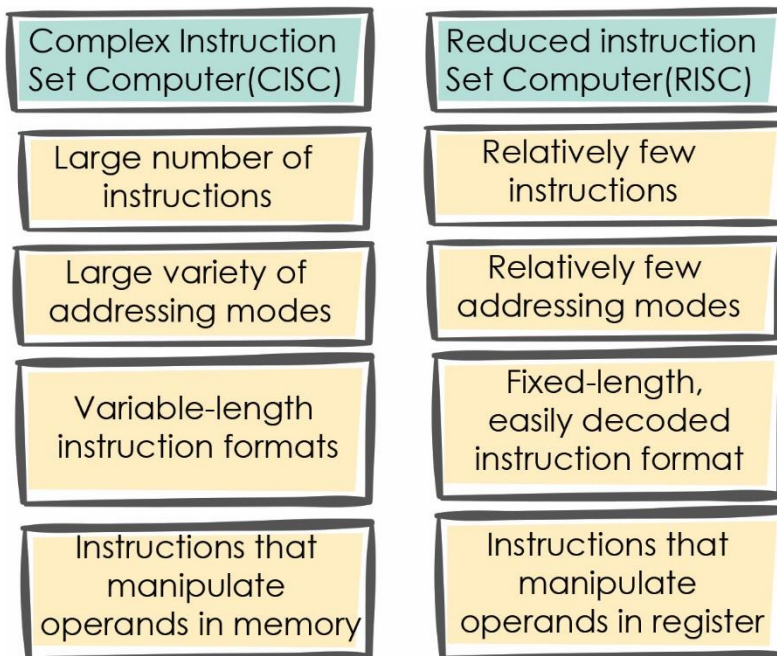 Complex Instruction
Set Computer(CISC)
Large number of
instructions
Large variety of
addressing modes
Variable-length
instruction formats
Instructions that
manipulate
operands in memory
Reduced instruction
Set Computer(RISC)
Relatively few
instructions
Relatively few
addressing modes
Fixed-length,
easily decoded
instruction format
Instructions that
manipulate
operands in register